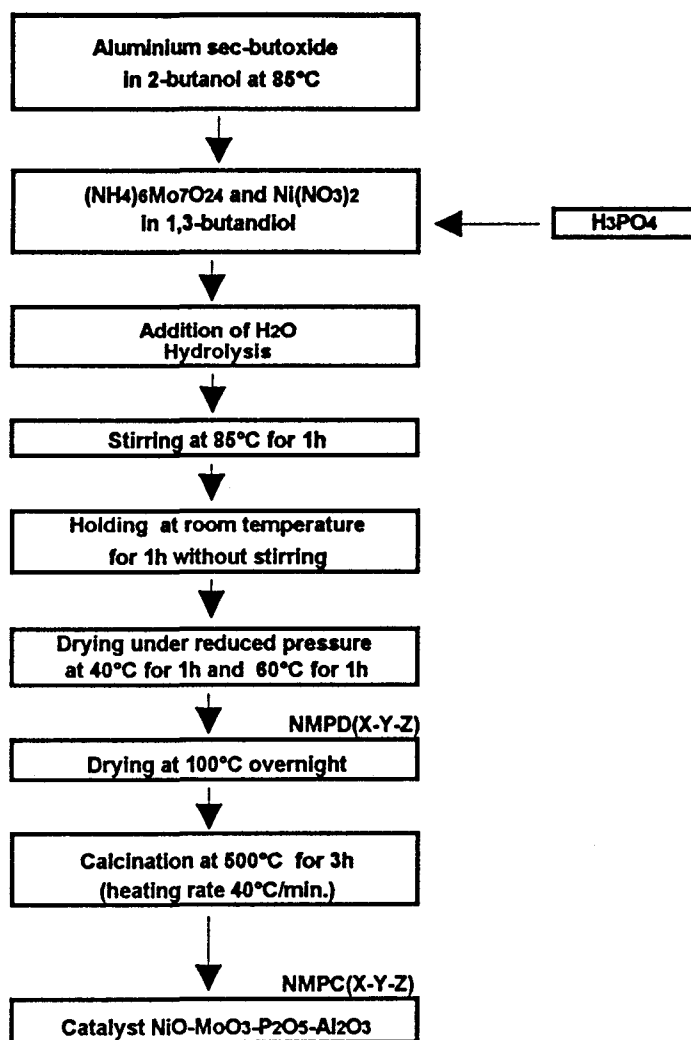 Aluminium sec-butoxide
in 2-butanol at 85°C
(NH4)6Mo7O24 and Ni(NO3)2
in 1,3-butandiol
H3PO4
Addition of H2O
Hydrolysis
Stirring at 85°C for 1h
Holding at room temperature
for 1h without stirring
Drying under reduced pressure
at 40°C for 1h and 60°C for 1h
NMPD(X-Y-Z)
Drying at 100°C overnight
Calcination at 500°C for 3h
(heating rate 40°C/min.)
NMPC(X-Y-Z)
Catalyst NiO-MoO3-P2O5-Al2O3